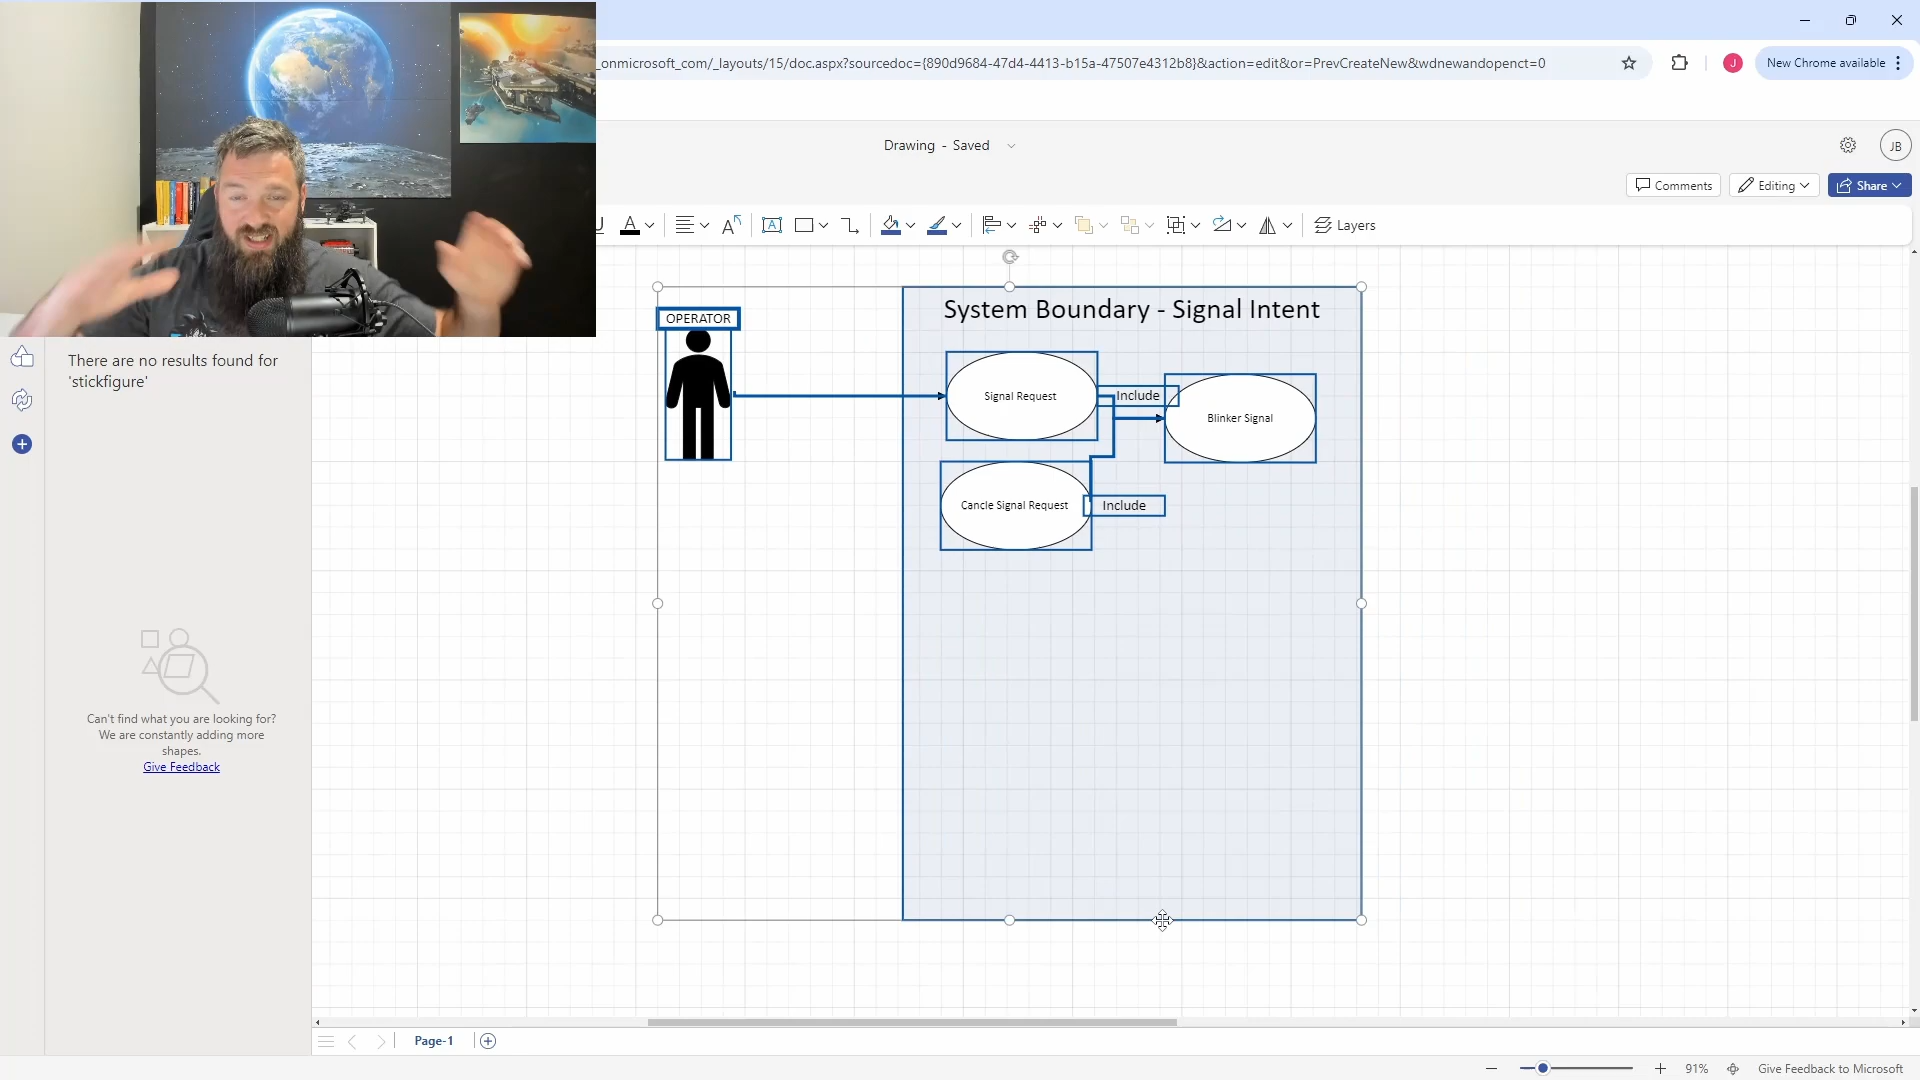 _onmicrosoft_com/_layouts/15/doc.aspx?sourcedoc={890d9684-47d4-4413-b15a-47507e4312b8}&action=edit&or=PrevCreateNew&wdnewandopenct=0
J
New Chrome available
Drawing - Saved
JB
Comments
Editing
Share
A
A
A
Layers
There are no results found for
'stickfigure'
Can't find what you are looking for?
We are constantly adding more
shapes.
Give Feedback
OPERATOR
System Boundary - Signal Intent
Signal Request
Include
Blinker Signal
Cancle Signal Request
Include
Page-1
91%
Give Feedback to Microsoft